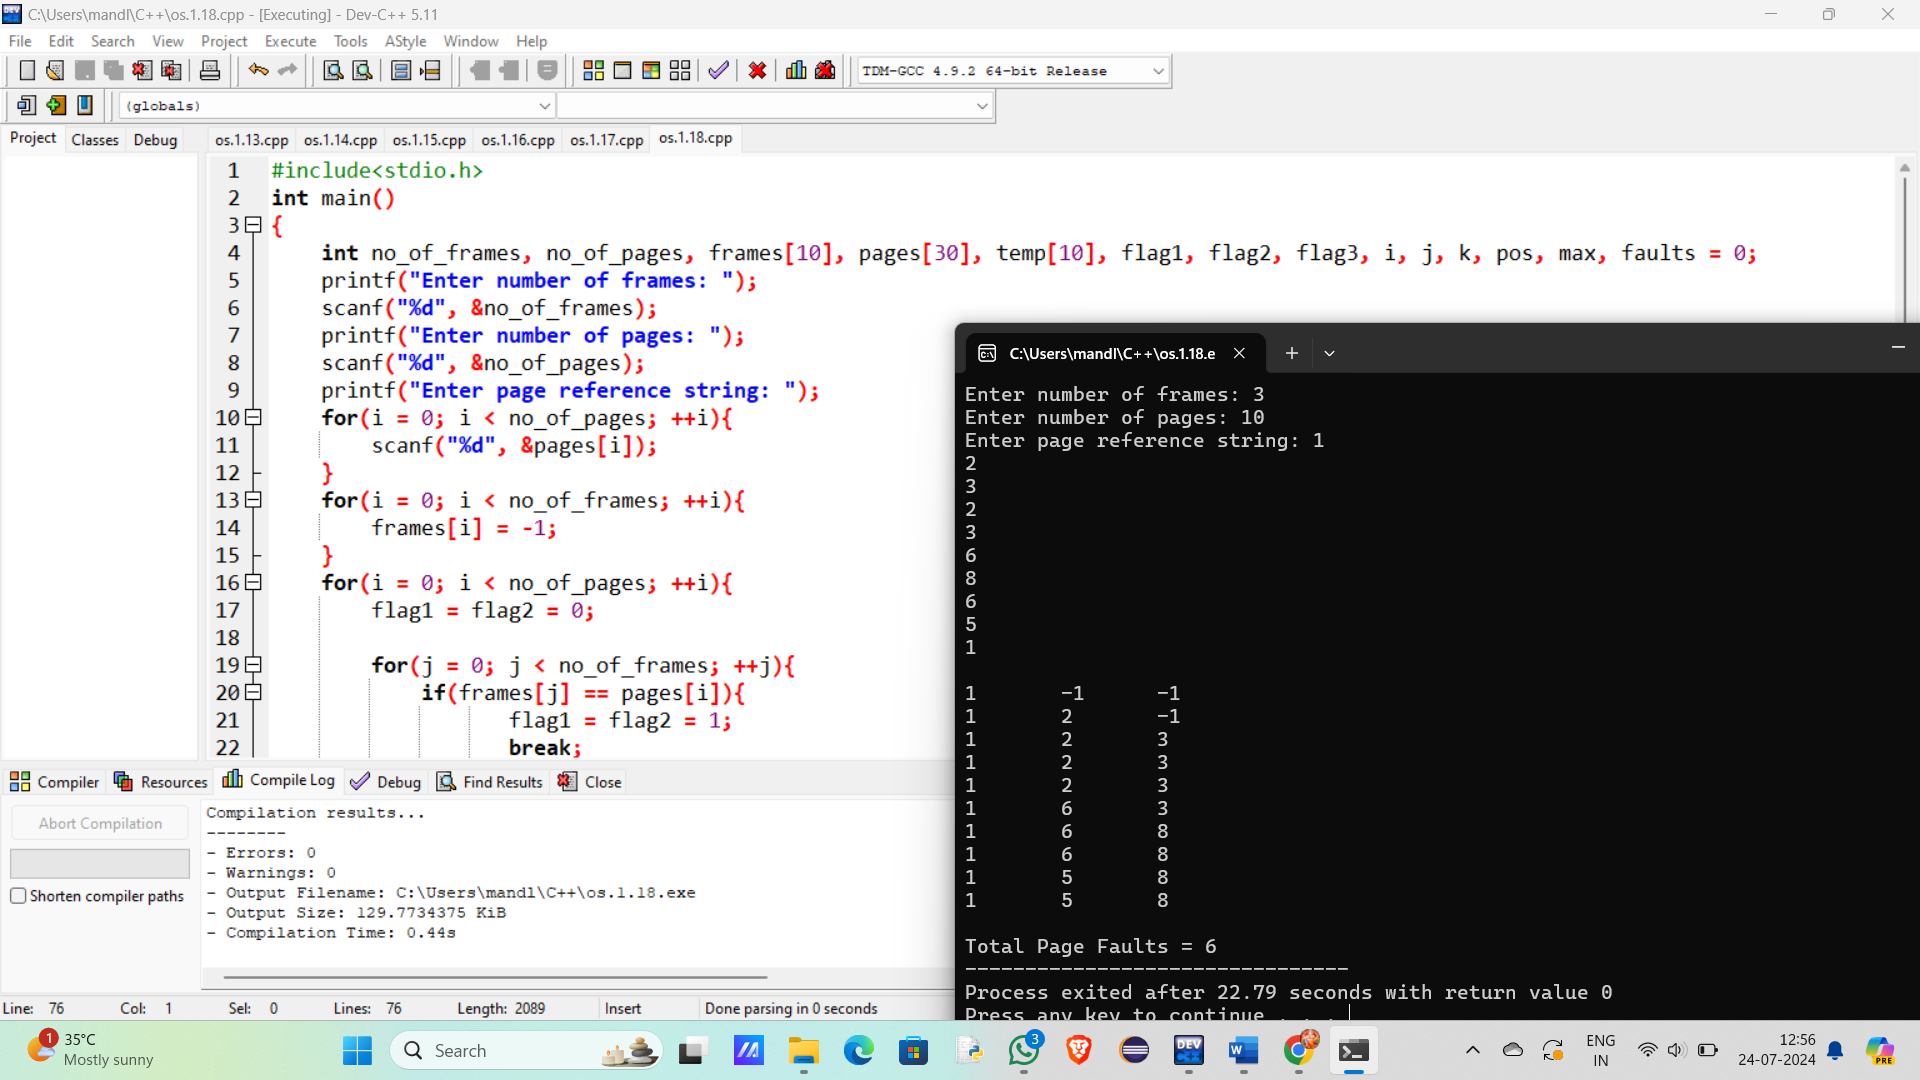 C:\Users\mandl\C++\os.1.18.cpp - [Executing] - Dev-C++ 5.11
File Edit Search View Project Execute Tools AStyle Window Help
TDM-GCC 4.9.2 64-bit Release
(globals)
Project Classes Debug os.1.13.cpp os.1.14.cpp os.1.15.cpp os.1.16.cpp os.1.17.cpp os.1.18.cpp
1 #include<stdio.h>
2 int main()
3 {
4 int no_of_frames, no_of_pages, frames[10], pages[30], temp[10], flag1, flag2, flag3, i, j, k, pos, max, faults = 0;
5 printf("Enter number of frames: ");
6 scanf("%d", &no_of_frames);
7 printf("Enter number of pages: ");
8 scanf("%d", &no_of_pages);
9 printf("Enter page reference string: ");
10 for(i = 0; i < no_of_pages; ++i){
11 scanf("%d", &pages[i]);
12 }
13 for(i = 0; i < no_of_frames; ++i){
14 frames[i] = -1;
15 }
16 for(i = 0; i < no_of_pages; ++i){
17 flag1 = flag2 = 0;
18
19 for(j = 0; j < no_of_frames; ++j){
20 if(frames[j] == pages[i]){
21 flag1 = flag2 = 1;
22 break;
C:\Users\mandl\C++\os.1.18.e
Enter number of frames: 3
Enter number of pages: 10
Enter page reference string: 1
2
3
2
3
6
8
6
5
1
1 -1 -1
1 2 -1
1 2 3
1 2 3
1 2 3
1 6 3
1 6 8
1 6 8
1 5 8
1 5 8
Total Page Faults = 6
--------------------------------
Process exited after 22.79 seconds with return value 0
Press any key to continue . . .
Compiler Resources Compile Log Debug Find Results Close
Abort Compilation
Shorten compiler paths
Compilation results...
--------
- Errors: 0
- Warnings: 0
- Output Filename: C:\Users\mandl\C++\os.1.18.exe
- Output Size: 129.7734375 KiB
- Compilation Time: 0.44s
Line: 76 Col: 1 Sel: 0 Lines: 76 Length: 2089 Insert Done parsing in 0 seconds
1
35°C
Mostly sunny
Search
3
ENG
IN
12:56
24-07-2024
PRE